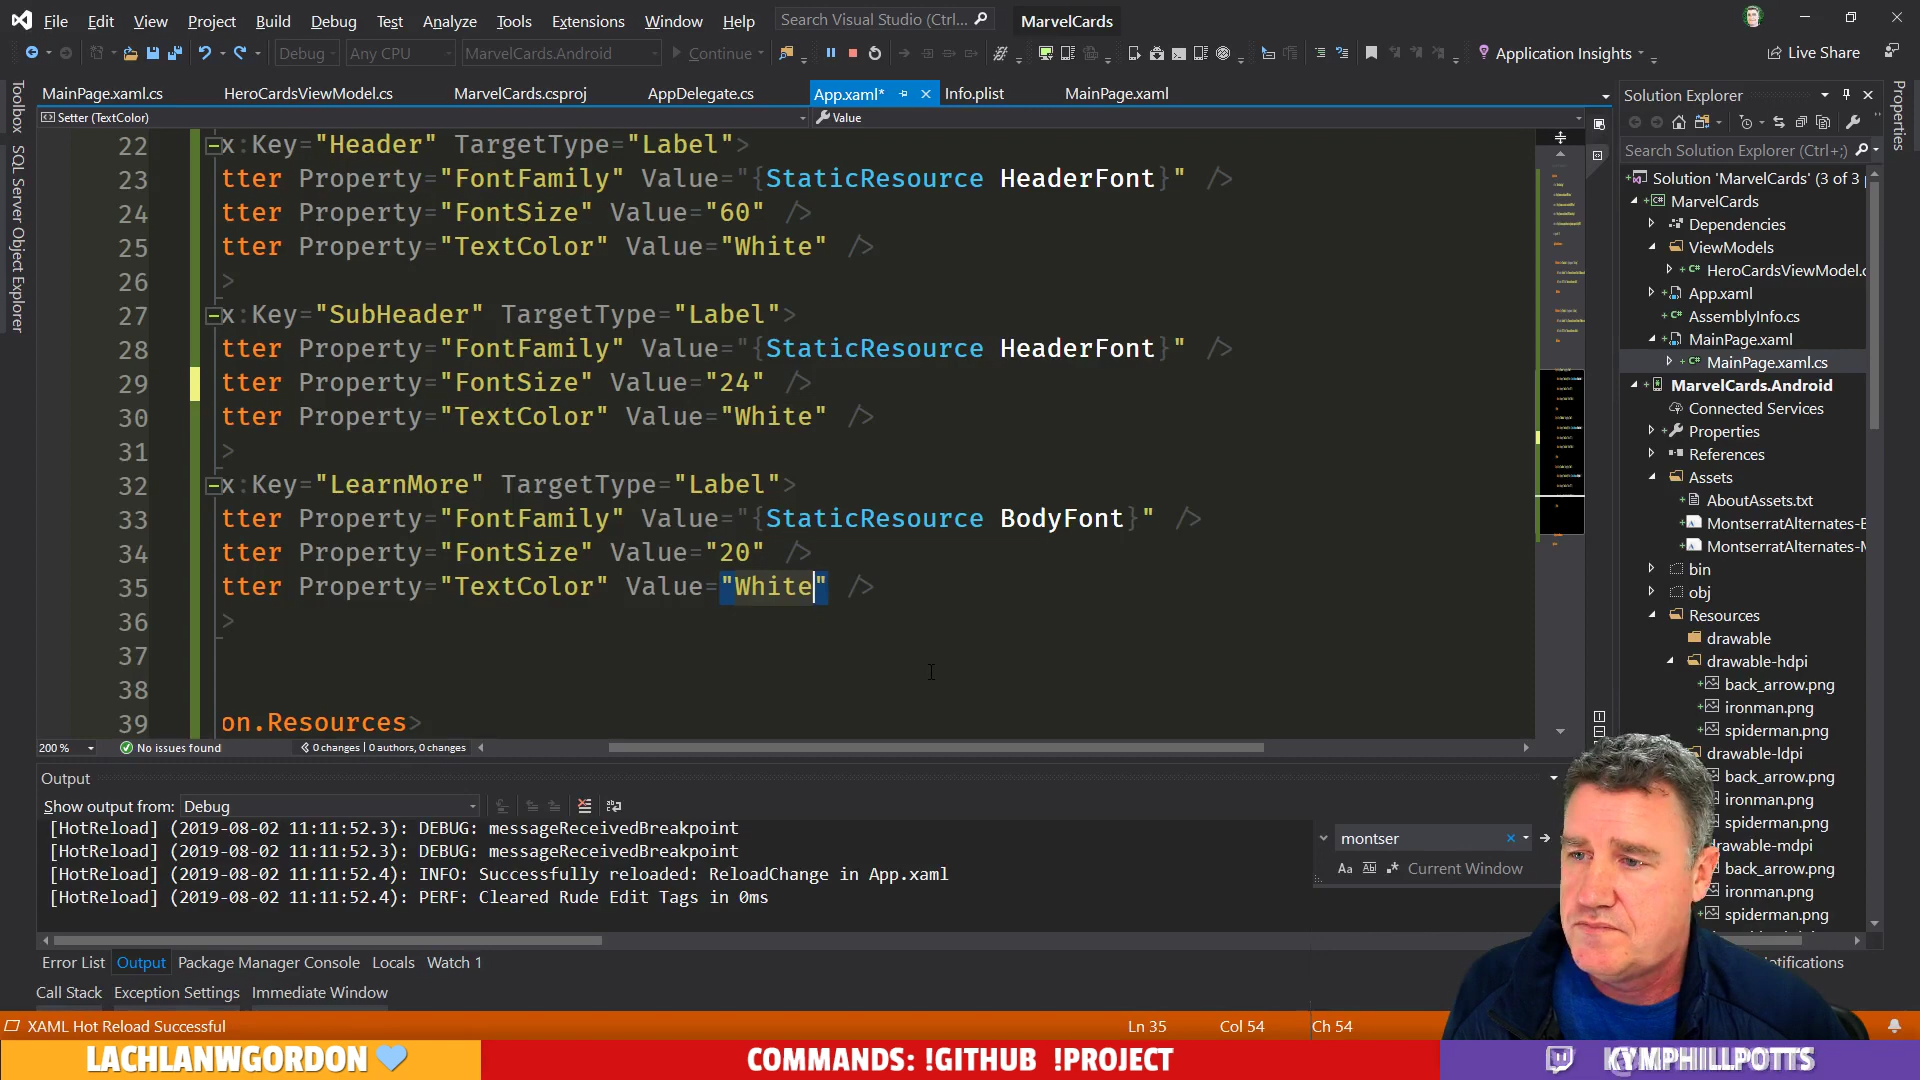 File Edit View Project Build Debug Test Analyze Tools Extensions Window Help Search Visual Studio (Ctrl... MarvelCards
Debug Any CPU MarvelCards.Android Continue Application Insights Live Share
MainPage.xaml.cs HeroCardsViewModel.cs MarvelCards.csproj AppDelegate.cs App.xaml* Info.plist MainPage.xaml
Setter (TextColor) Value
Toolbox
SQL Server Object Explorer
22 x:Key="Header" TargetType="Label">
23 tter Property="FontFamily" Value="{StaticResource HeaderFont}" />
24 tter Property="FontSize" Value="60" />
25 tter Property="TextColor" Value="White" />
26 >
27 x:Key="SubHeader" TargetType="Label">
28 tter Property="FontFamily" Value="{StaticResource HeaderFont}" />
29 tter Property="FontSize" Value="24" />
30 tter Property="TextColor" Value="White" />
31 >
32 x:Key="LearnMore" TargetType="Label">
33 tter Property="FontFamily" Value="{StaticResource BodyFont}" />
34 tter Property="FontSize" Value="20" />
35 tter Property="TextColor" Value="White" />
36 >
37
38
39 on.Resources>
200 % No issues found 0 changes | 0 authors, 0 changes
Output
Show output from: Debug
[HotReload] (2019-08-02 11:11:52.3): DEBUG: messageReceivedBreakpoint
[HotReload] (2019-08-02 11:11:52.3): DEBUG: messageReceivedBreakpoint
[HotReload] (2019-08-02 11:11:52.4): INFO: Successfully reloaded: ReloadChange in App.xaml
[HotReload] (2019-08-02 11:11:52.4): PERF: Cleared Rude Edit Tags in 0ms
montser
Aa Current Window
Error List Output Package Manager Console Locals Watch 1
Call Stack Exception Settings Immediate Window
XAML Hot Reload Successful Ln 35 Col 54 Ch 54
Solution Explorer
Search Solution Explorer (Ctrl+;)
Solution 'MarvelCards' (3 of 3
MarvelCards
Dependencies
ViewModels
HeroCardsViewModel.c
App.xaml
AssemblyInfo.cs
MainPage.xaml
MainPage.xaml.cs
MarvelCards.Android
Connected Services
Properties
References
Assets
AboutAssets.txt
MontserratAlternates-
MontserratAlternates-
bin
obj
Resources
drawable
drawable-hdpi
back_arrow.png
ironman.png
spiderman.png
drawable-ldpi
back_arrow.png
ironman.png
spiderman.png
rawable-mdpi
back_arrow.png
ironman.png
spiderman.png
otifications
Properties
LACHLANWGORDON
COMMANDS: !GITHUB !PROJECT
KYMPHILLPOTTS